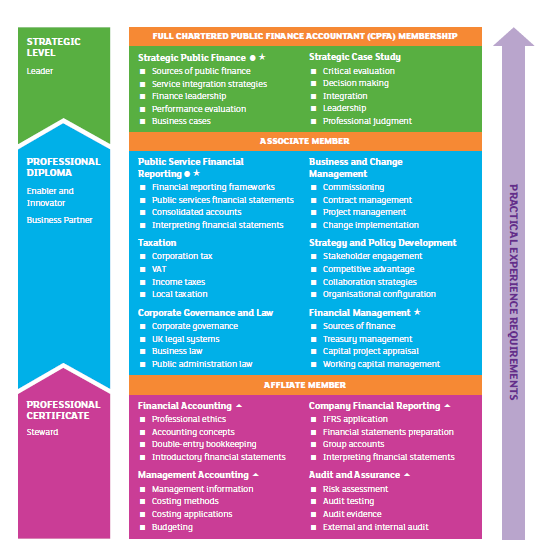 STRATEGIC
LEVEL
Leader
FULL CHARTERED PUBLIC FINANCE ACCOUNTANT (CPFA) MEMBERSHIP
Strategic Public Finance ● ★
■ Sources of public finance
■ Service integration strategies
■ Finance leadership
■ Performance evaluation
■ Business cases
Strategic Case Study
■ Critical evaluation
■ Decision making
■ Integration
■ Leadership
■ Professional judgment
ASSOCIATE MEMBER
PROFESSIONAL
DIPLOMA
Enabler and
Innovator
Business Partner
Public Service Financial
Reporting ● ★
■ Financial reporting frameworks
■ Public services financial statements
■ Consolidated accounts
■ Interpreting financial statements
Business and Change
Management
■ Commissioning
■ Contract management
■ Project management
■ Change implementation
Taxation
■ Corporation tax
■ VAT
■ Income taxes
■ Local taxation
Strategy and Policy Development
■ Stakeholder engagement
■ Competitive advantage
■ Collaboration strategies
■ Organisational configuration
Corporate Governance and Law
■ Corporate governance
■ UK legal systems
■ Business law
■ Public administration law
Financial Management ★
■ Sources of finance
■ Treasury management
■ Capital project appraisal
■ Working capital management
AFFLIATE MEMBER
PROFESSIONAL
CERTIFICATE
Steward
Financial Accounting ▲
■ Professional ethics
■ Accounting concepts
■ Double-entry bookkeeping
■ Introductory financial statements
Company Financial Reporting ▲
■ IFRS application
■ Financial statements preparation
■ Group accounts
■ Interpreting financial statements
Management Accounting ▲
■ Management information
■ Costing methods
■ Costing applications
■ Budgeting
Audit and Assurance ▲
■ Risk assessment
■ Audit testing
■ Audit evidence
■ External and internal audit
PRACTICAL EXPERIENCE REQUIREMENTS